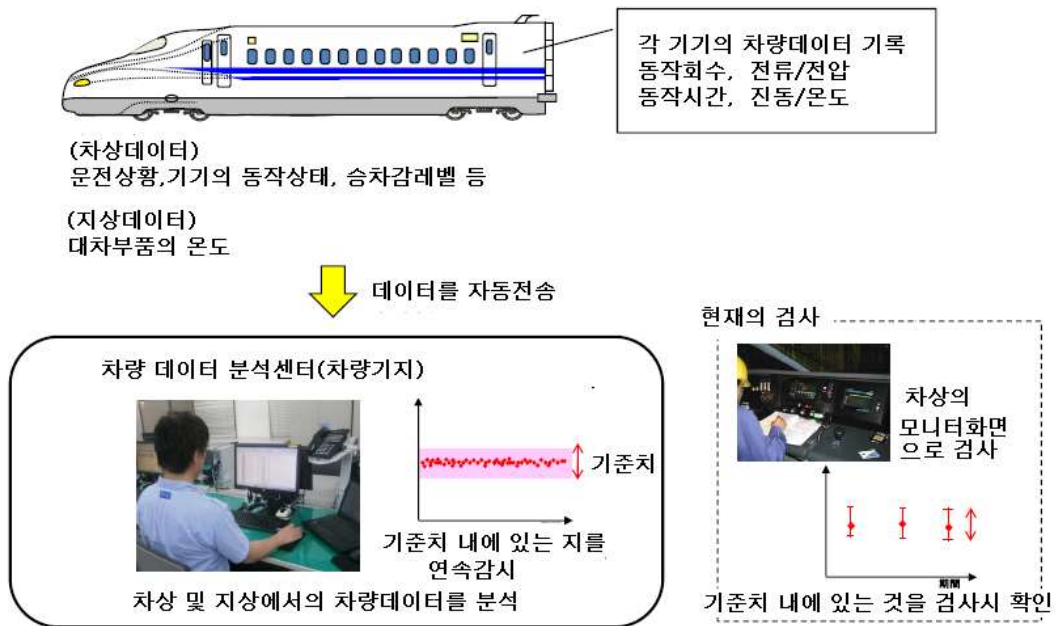 각 기기의 차량데이터 기록
동작회수, 전류/전압
동작시간, 진동/온도
(차상데이터)
운전상황,기기의 동작상태, 승차감레벨 등
(지상데이터)
대차부품의 온도
데이터를 자동전송
차량 데이터 분석센터(차량기지)
기준치
기준치 내에 있는 지를
연속감시
차상 및 지상에서의 차량데이터를 분석
현재의 검사
차상의
모니터화면
으로 검사
期間
기준치 내에 있는 것을 검사시 확인